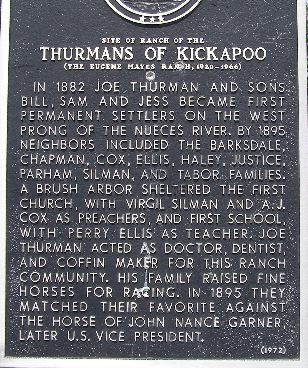 SITE OF RANCH OF THE
THURMANS OF KICKAPOO
(THE EUGENE MAYES RANCH, 1920-1966)
IN 1882 JOE THURMAN AND SONS
BILL, SAM AND JESS BECAME FIRST
PERMANENT SETTLERS ON THE WEST
PRONG OF THE NUECES RIVER. BY 1895
NEIGHBORS INCLUDED THE BARKSDALE,
CHAPMAN, COX, ELLIS, HALEY, JUSTICE,
PARHAM, SILMAN, AND TABOR FAMILIES.
A BRUSH ARBOR SHELTERED THE FIRST
CHURCH, WITH VIRGIL SILMAN AND A. J.
COX AS PREACHERS, AND FIRST SCHOOL,
WITH PERRY ELLIS AS TEACHER. JOE
THURMAN ACTED AS DOCTOR, DENTIST,
AND COFFIN MAKER FOR THIS RANCH
COMMUNITY. HIS FAMILY RAISED FINE
HORSES FOR RACING. IN 1895 THEY
MATCHED THEIR FAVORITE AGAINST
THE HORSE OF JOHN NANCE GARNER,
LATER U.S. VICE PRESIDENT.
(1972)